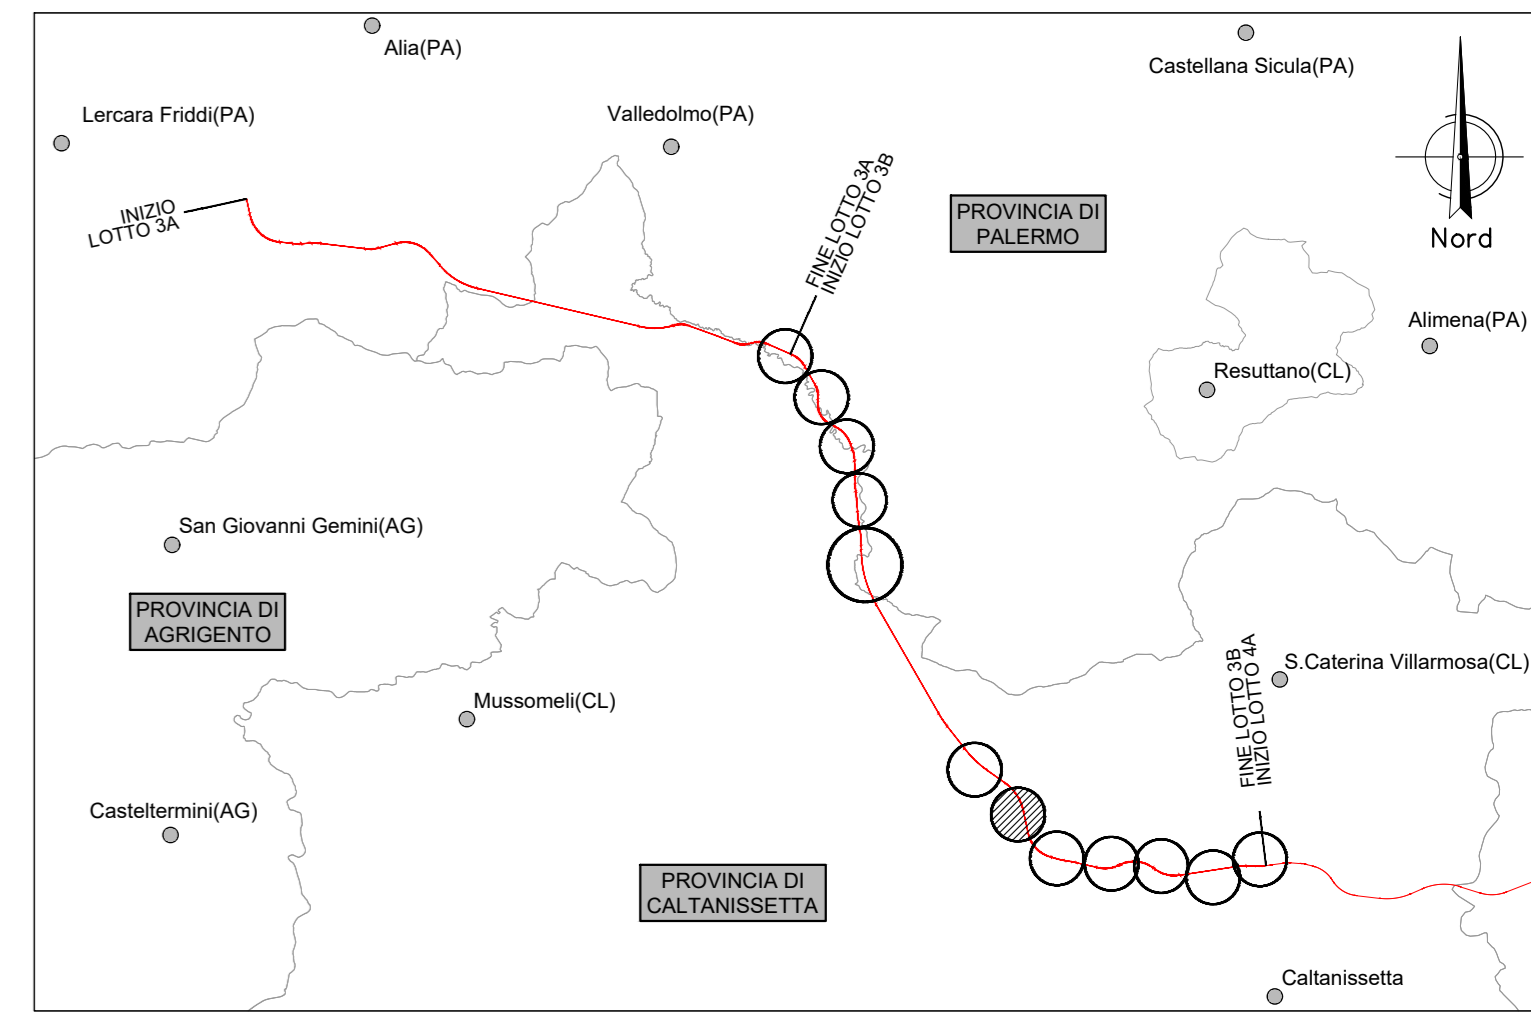 Alia(PA)
Castellana Sicula(PA)
Lercara Friddi(PA)
Valledolmo(PA)
INIZIO
LOTTO 3A
FINE LOTTO 3A
INIZIO LOTTO 3B
PROVINCIA DI
PALERMO
Nord
Alimena(PA)
Resuttano(CL)
San Giovanni Gemini(AG)
PROVINCIA DI
AGRIGENTO
FINE LOTTO 3B
INIZIO LOTTO 4A
S.Caterina Villarmosa(CL)
Mussomeli(CL)
Casteltermini(AG)
PROVINCIA DI
CALTANISSETTA
Caltanissetta